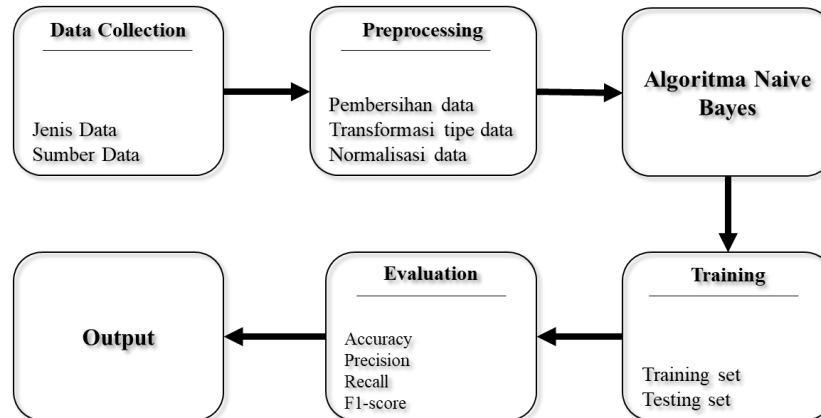 Data Collection
Jenis Data
Sumber Data
Preprocessing
Pembersihan data
Transformasi tipe data
Normalisasi data
Algoritma Naive
Bayes
Training
Training set
Testing set
Evaluation
Accuracy
Precision
Recall
F1-score
Output